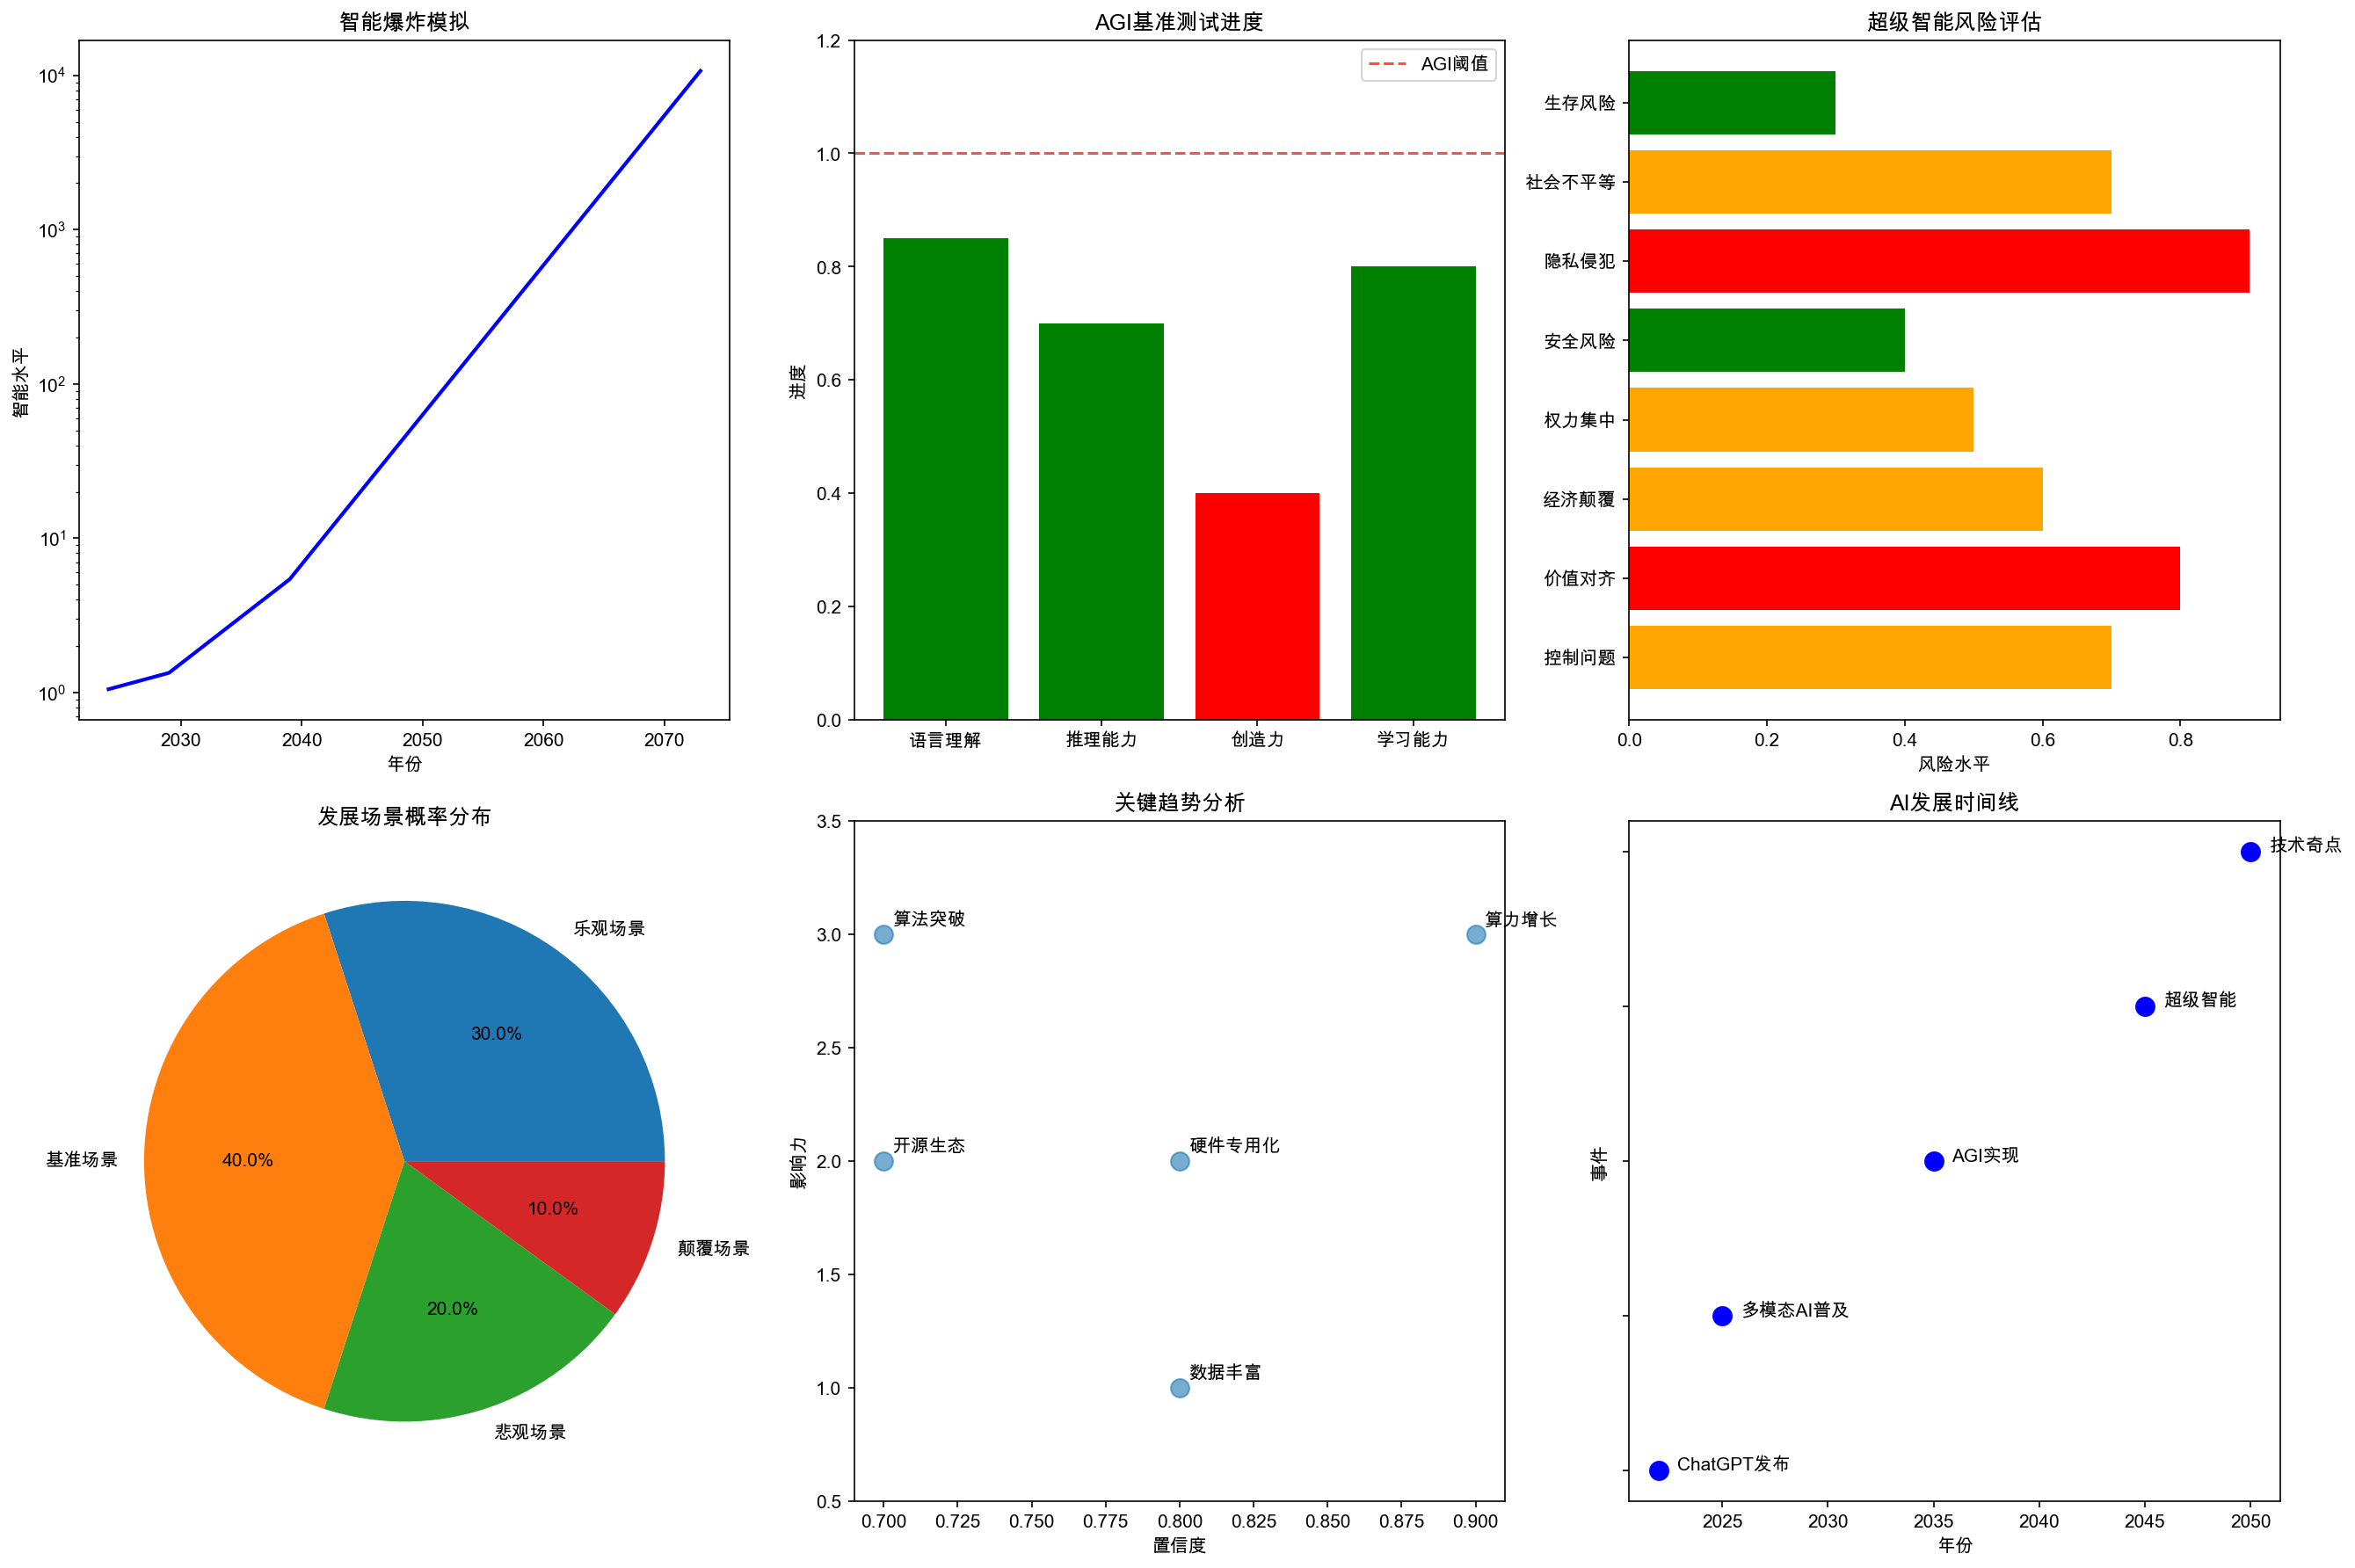 智能爆炸模拟
智能水平
10⁴
10³
10²
10¹
10⁰
2030 2040 2050 2060 2070
年份
AGI基准测试进度
AGI阈值
进度
1.2
1.0
0.8
0.6
0.4
0.2
0.0
语言理解 推理能力 创造力 学习能力
超级智能风险评估
生存风险
社会不平等
隐私侵犯
安全风险
权力集中
经济颠覆
价值对齐
控制问题
0.0 0.2 0.4 0.6 0.8
风险水平
发展场景概率分布
乐观场景
30.0%
基准场景
40.0%
10.0%
颠覆场景
20.0%
悲观场景
关键趋势分析
影响力
3.5
3.0
2.5
2.0
1.5
1.0
0.5
算法突破
算力增长
开源生态
硬件专用化
数据丰富
0.700 0.725 0.750 0.775 0.800 0.825 0.850 0.875 0.900
置信度
AI发展时间线
事件
技术奇点
超级智能
AGI实现
多模态AI普及
ChatGPT发布
2025 2030 2035 2040 2045 2050
年份